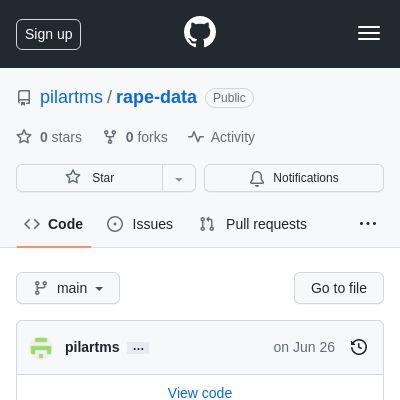 Sign up
pilartms / rape-data Public
0 stars 0 forks Activity
Star Notifications
Code Issues Pull requests ...
main Go to file
pilartms ... on Jun 26
View code